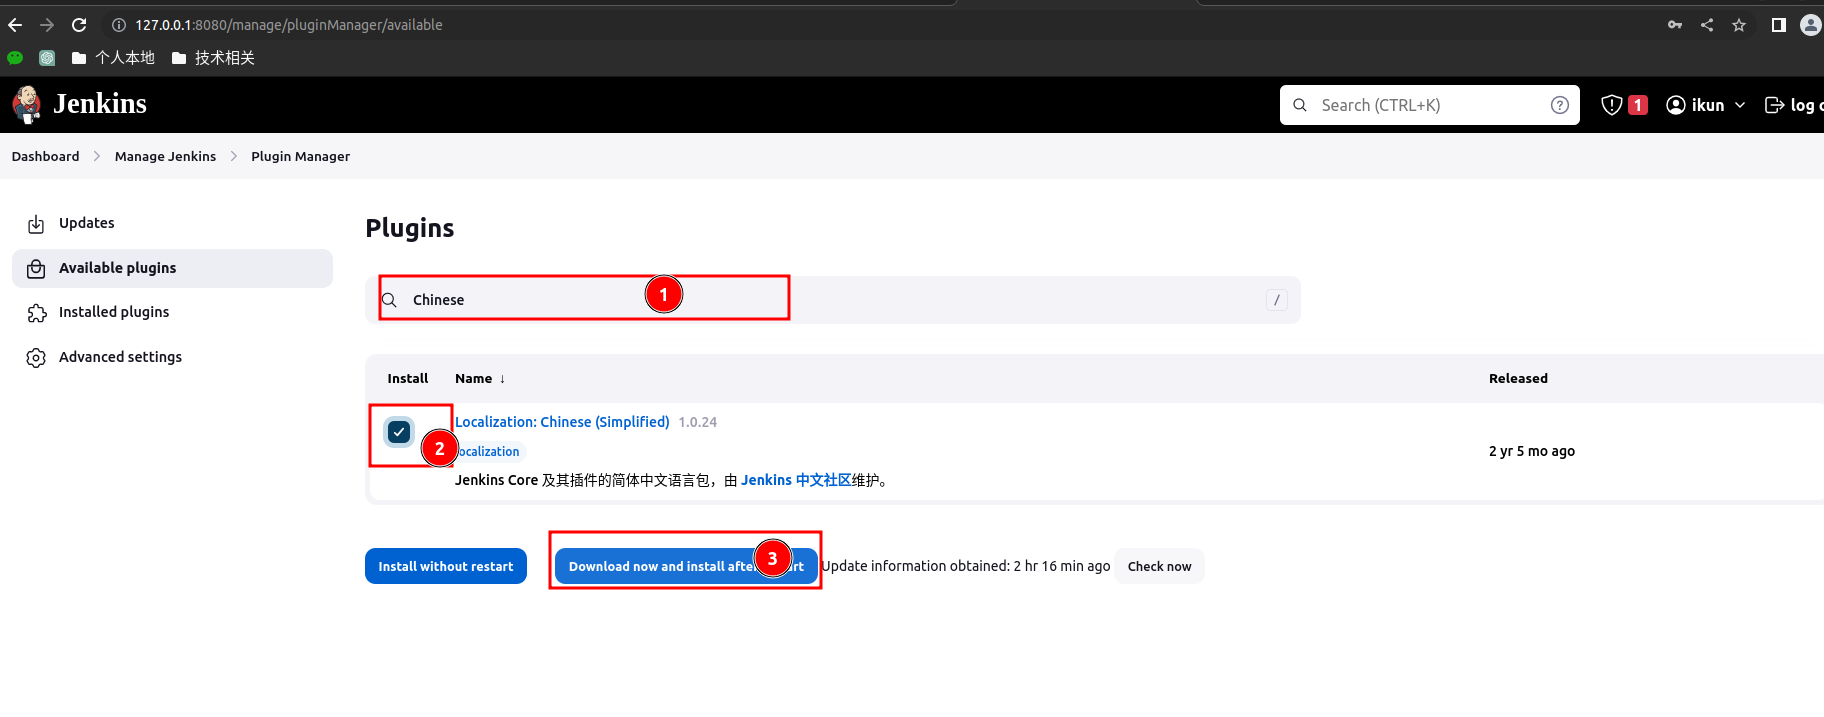 127.0.0.1:8080/manage/pluginManager/available
个人本地 技术相关
Jenkins Search (CTRL+K) ? 1 ikun log
Dashboard Manage Jenkins Plugin Manager
Updates
Available plugins
Installed plugins
Advanced settings
Plugins
Chinese 1 /
Install Name ↓ Released
Localization: Chinese (Simplified) 1.0.24
2 ocalization
2 yr 5 mo ago
Jenkins Core 及其插件的简体中文语言包，由 Jenkins 中文社区维护。
Install without restart Download now and install 3 Update information obtained: 2 hr 16 min ago Check now